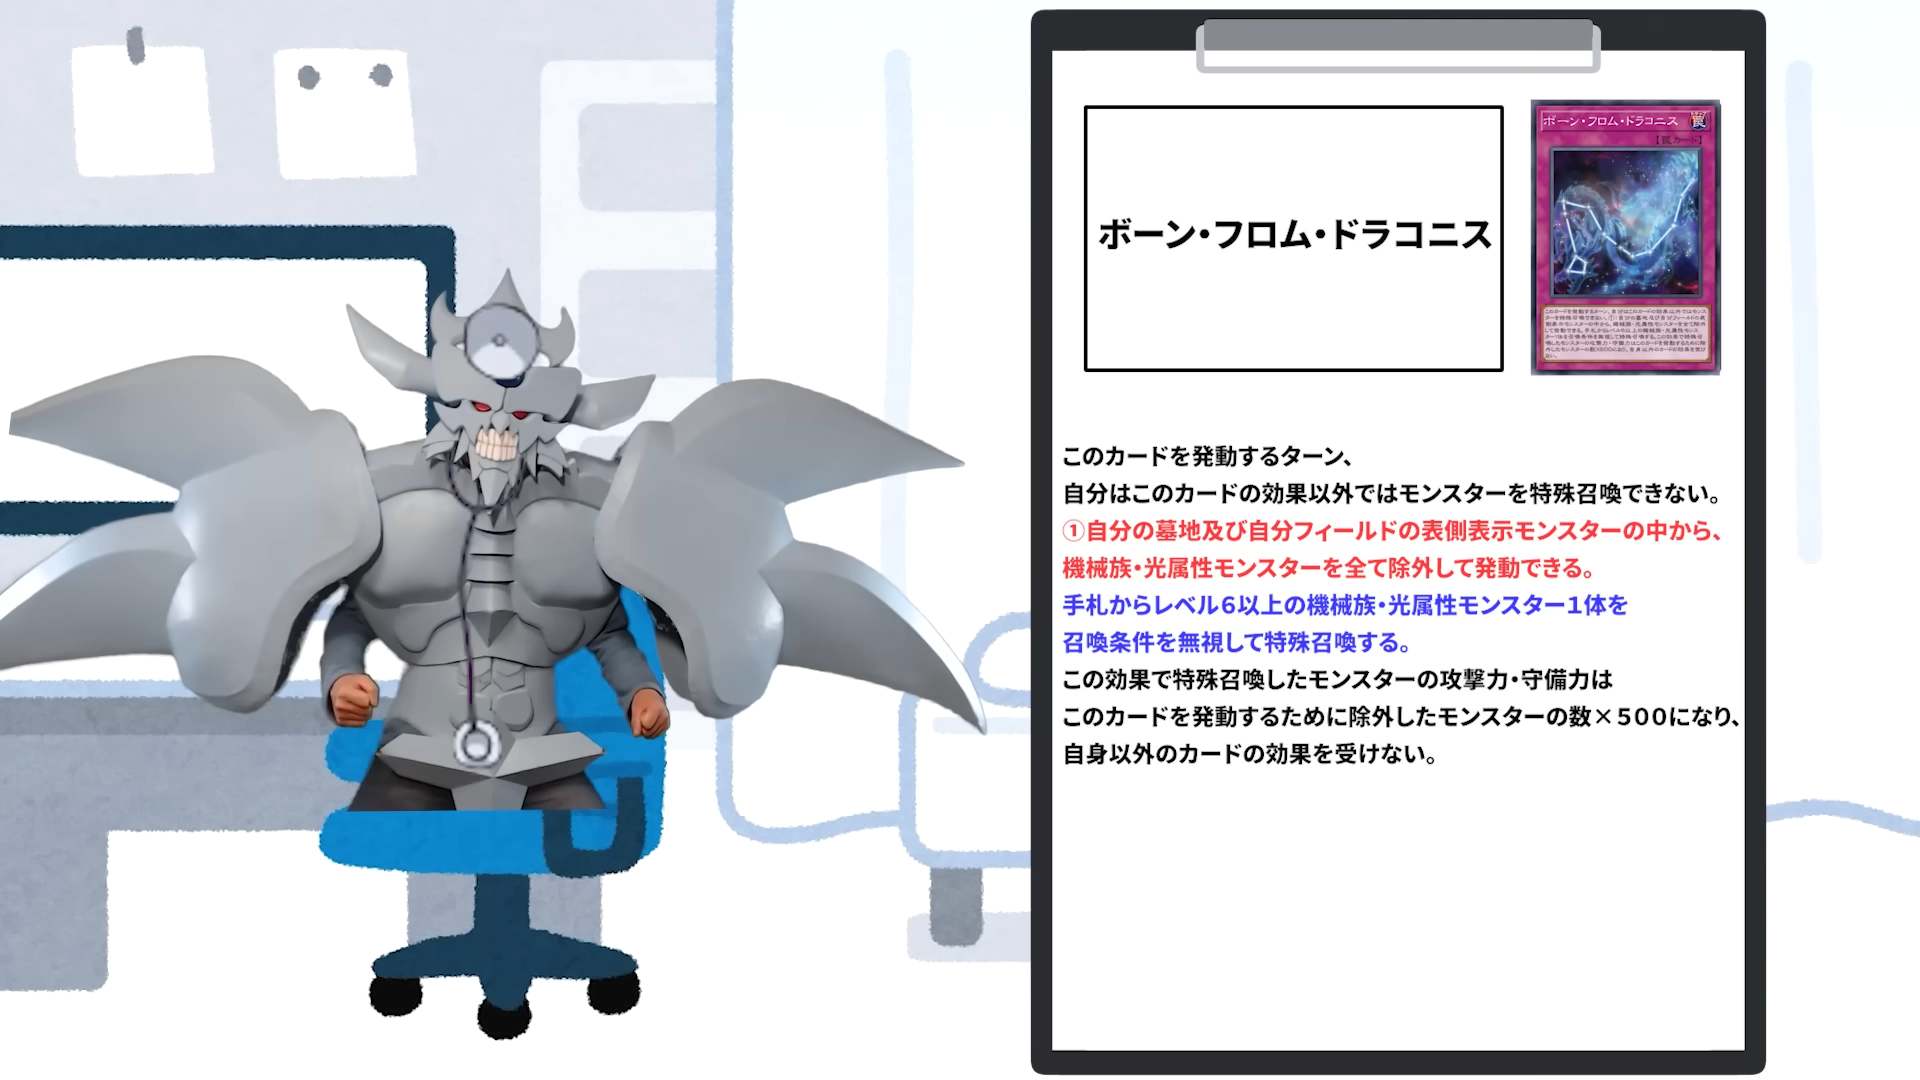 ボーン・フロム・ドラコニス
ボーン・フロム・ドラコニス
罠
【罠カード】
このカードを発動するターン、
自分はこのカードの効果以外ではモンスターを特殊召喚できない。
①自分の墓地及び自分フィールドの表側表示モンスターの中から、
機械族・光属性モンスターを全て除外して発動できる。
手札からレベル６以上の機械族・光属性モンスター１体を
召喚条件を無視して特殊召喚する。
この効果で特殊召喚したモンスターの攻撃力・守備力は
このカードを発動するために除外したモンスターの数×５００になり、
自身以外のカードの効果を受けない。